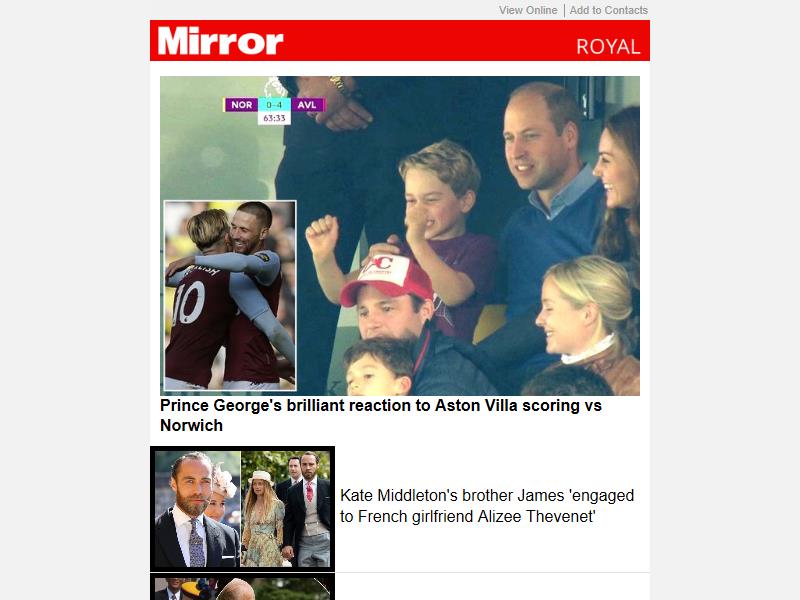 View Online | Add to Contacts
Mirror
ROYAL
NOR 0-4 AVL
63:33
10
Prince George's brilliant reaction to Aston Villa scoring vs
Norwich
Kate Middleton's brother James 'engaged
to French girlfriend Alizee Thevenet'